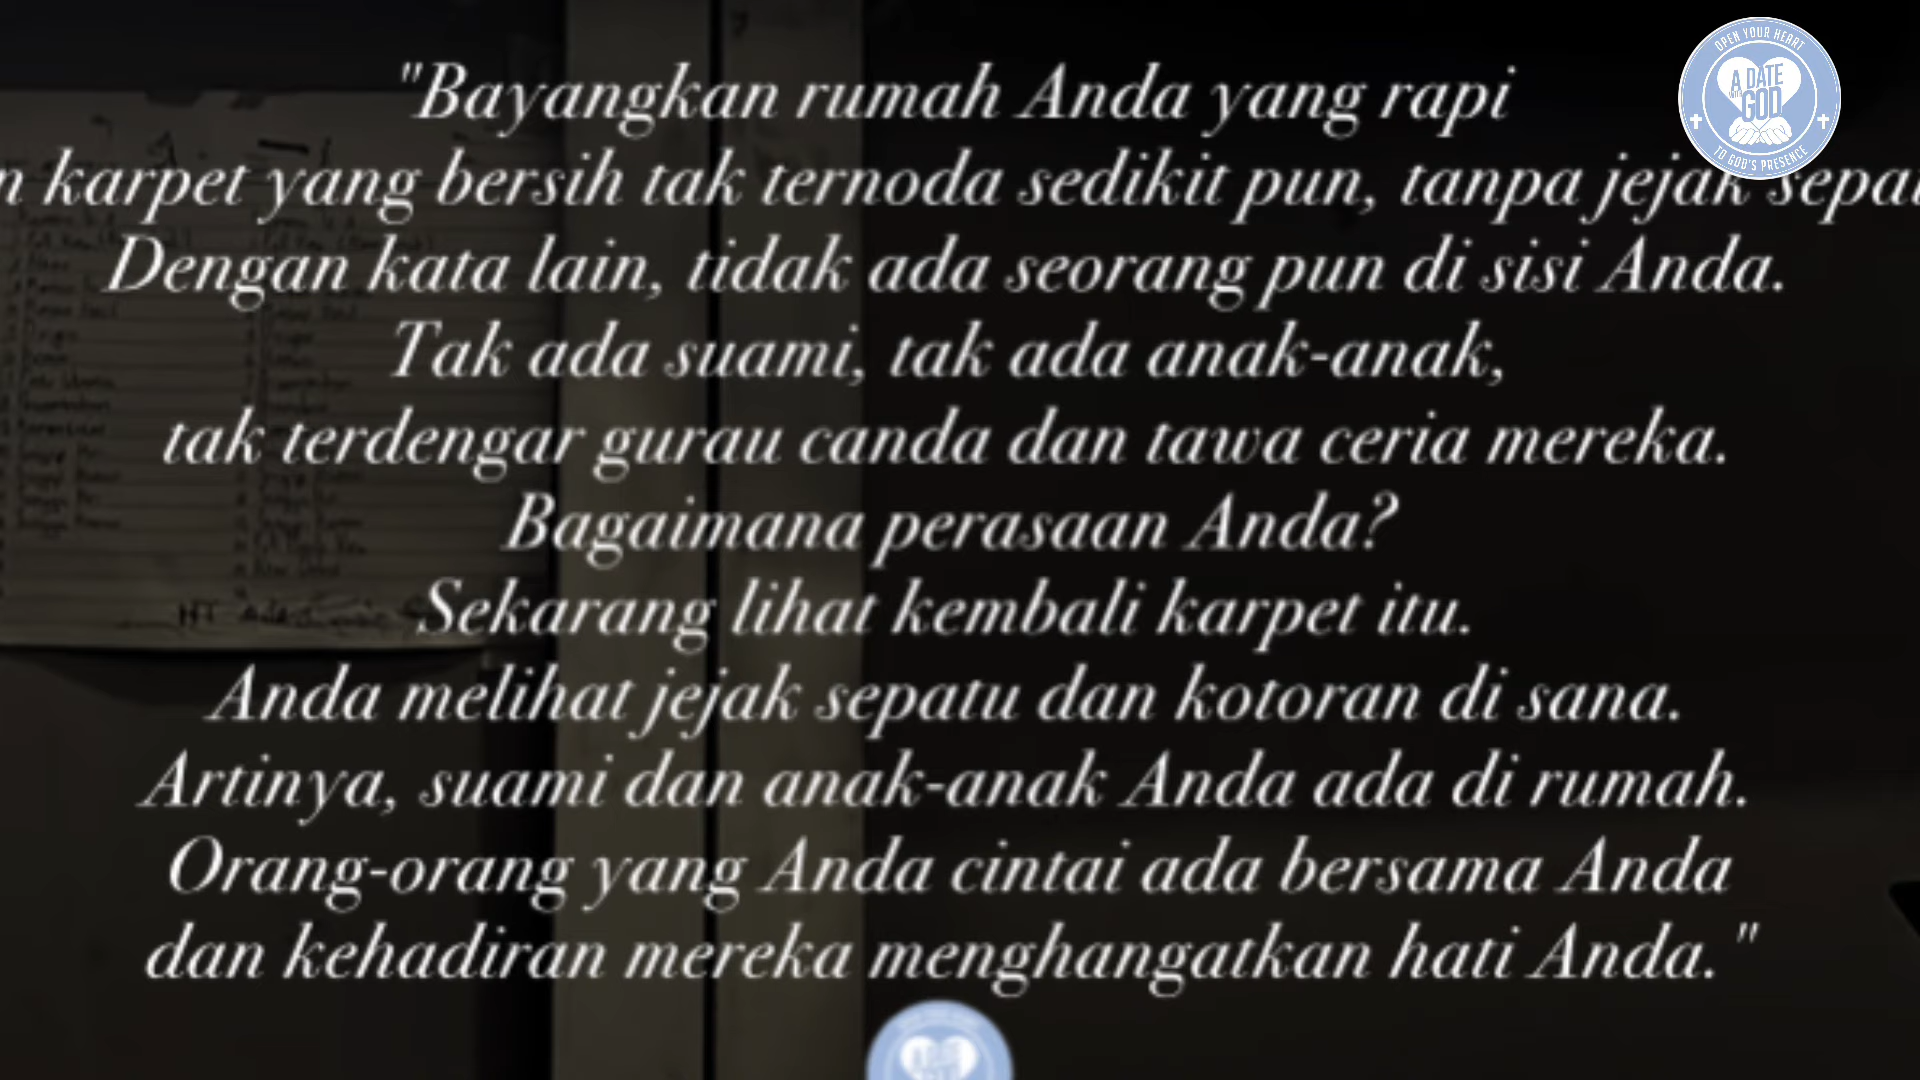 "Bayangkan rumah Anda yang rapi
karpet yang bersih tak ternoda sedikit pun, tanpa jejak
Dengan kata lain, tidak ada seorang pun di sisi Anda.
Tak ada suami, tak ada anak-anak,
tak terdengar gurau canda dan tawa ceria mereka.
Bagaimana perasaan Anda?
Sekarang lihat kembali karpet itu.
Anda melihat jejak sepatu dan kotoran di sana.
Artinya, suami dan anak-anak Anda ada di rumah.
Orang-orang yang Anda cintai ada bersama Anda
dan kehadiran mereka menghangatkan hati Anda."
OPEN YOUR HEART
A DATE
WITH
GOD
TO GOD'S PRESENCE